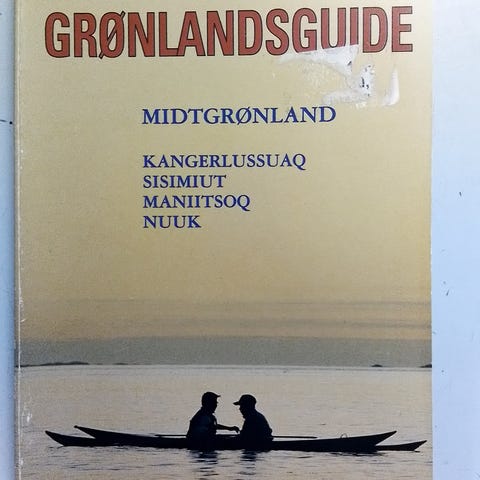 GRØNLANDSGUIDE
MIDTGRØNLAND
KANGERLUSSUAQ
SISIMIUT
MANIITSOQ
NUUK